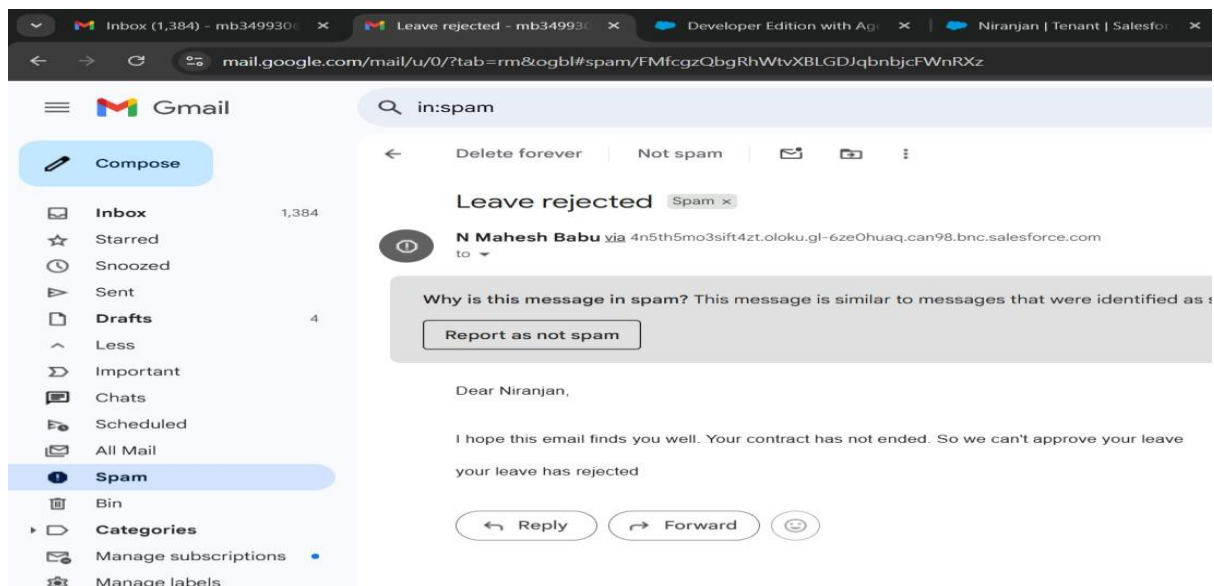 Inbox (1,384) - mb349930
Leave rejected - mb34993
Developer Edition with Ag
Niranjan | Tenant | Salesfor
mail.google.com/mail/u/0/?tab=rm&ogbl#spam/FMfcgzQbgRhWtvXBLGDJqbnbjcFWnRXz
Gmail
in:spam
Compose
Delete forever
Not spam
Inbox 1,384
Starred
Snoozed
Sent
Drafts 4
Less
Important
Chats
Scheduled
All Mail
Spam
Bin
Categories
Manage subscriptions
Manage labels
Leave rejected Spam ×
N Mahesh Babu via 4n5th5mo3sift4zt.oloku.gl-6ze0huaq.can98.bnc.salesforce.com
to
Why is this message in spam? This message is similar to messages that were identified as
Report as not spam
Dear Niranjan,
I hope this email finds you well. Your contract has not ended. So we can't approve your leave
your leave has rejected
Reply
Forward